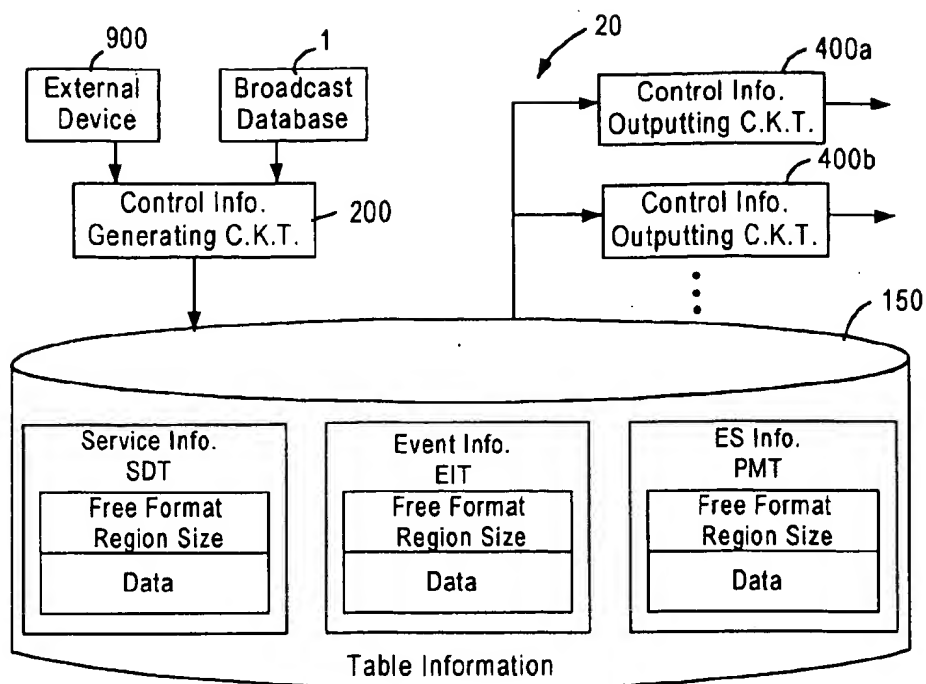 900
1
20
400a
External
Device
Broadcast
Database
Control Info.
Outputting C.K.T.
400b
Control Info.
Generating C.K.T.
200
Control Info.
Outputting C.K.T.
150
Service Info.
SDT
Free Format
Region Size
Data
Event Info.
EIT
Free Format
Region Size
Data
ES Info.
PMT
Free Format
Region Size
Data
Table Information